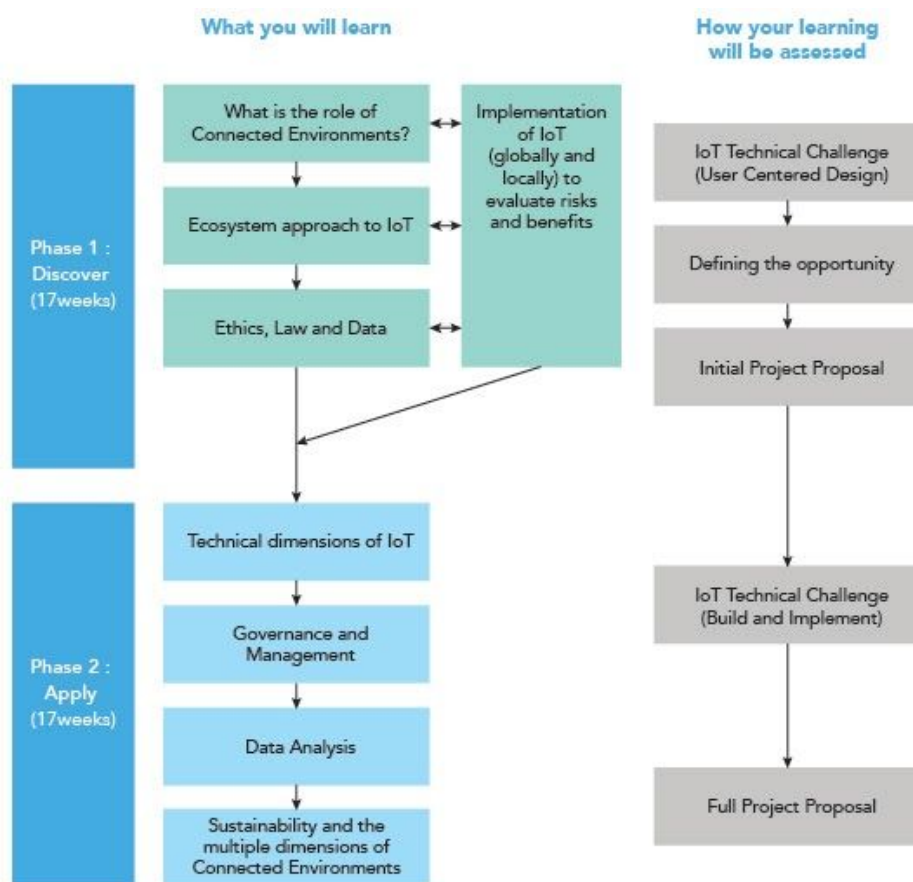 What you will learn
How your learning
will be assessed
Phase 1 :
Discover
(17weeks)
What is the role of
Connected Environments?
Ecosystem approach to IoT
Ethics, Law and Data
Implementation
of IoT
(globally and
locally) to
evaluate risks
and benefits
IoT Technical Challenge
(User Centered Design)
Defining the opportunity
Initial Project Proposal
Phase 2 :
Apply
(17weeks)
Technical dimensions of IoT
Governance and
Management
Data Analysis
Sustainability and the
multiple dimensions of
Connected Environments
IoT Technical Challenge
(Build and Implement)
Full Project Proposal